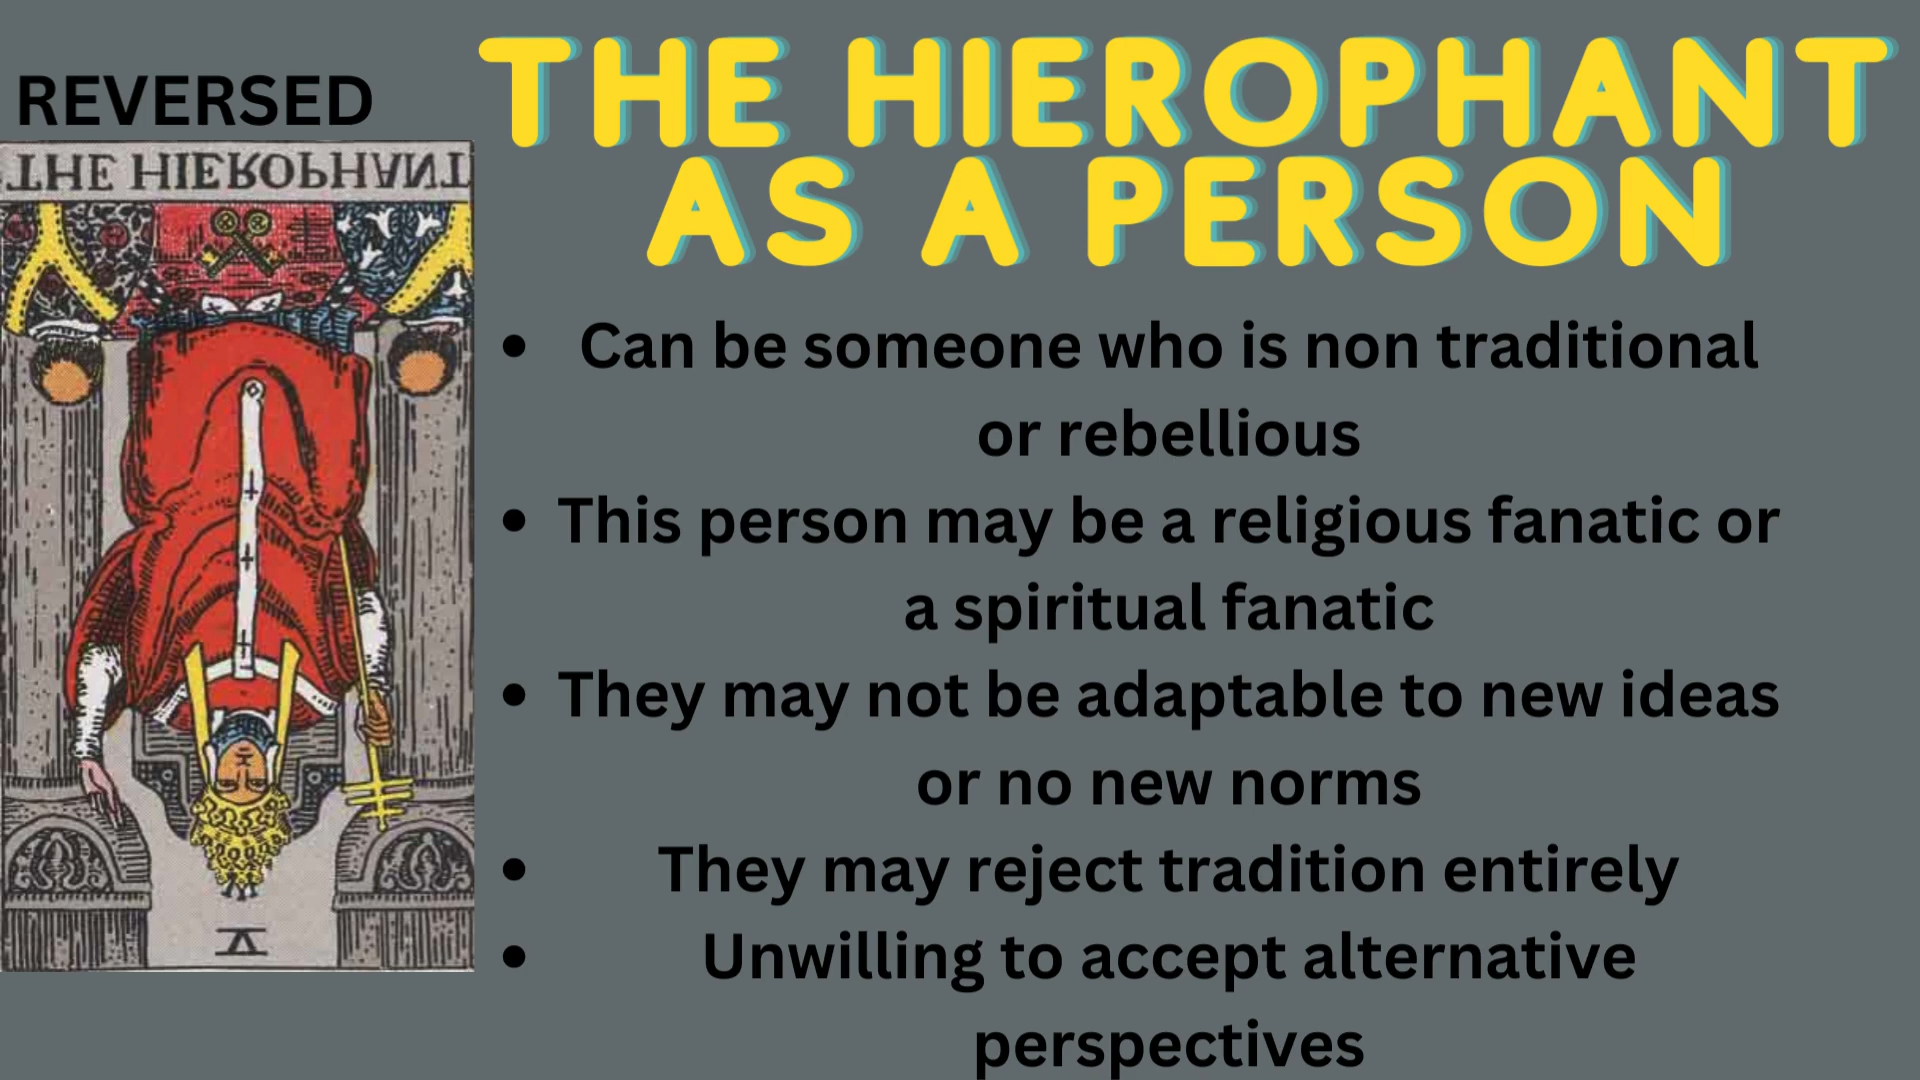 REVERSED
THE HIEROPHANT
AS A PERSON
THE HIEROPHANT
V
• Can be someone who is non traditional
or rebellious
• This person may be a religious fanatic or
a spiritual fanatic
• They may not be adaptable to new ideas
or no new norms
• They may reject tradition entirely
• Unwilling to accept alternative
perspectives